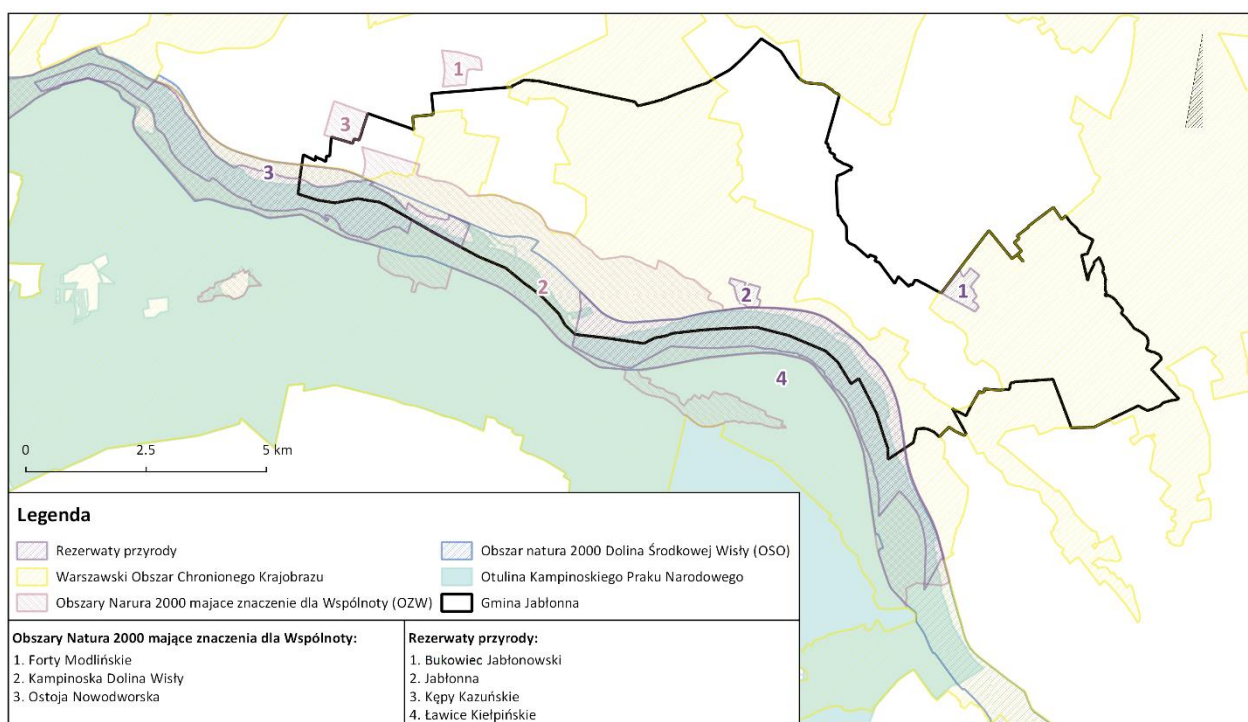 1
3
3
2
2
1
4
0 2.5 5 km
Legenda
Rezerwaty przyrody
Warszawski Obszar Chronionego Krajobrazu
Obszary Narura 2000 majace znaczenie dla Wspólnoty (OZW)
Obszar natura 2000 Dolina Środkowej Wisły (OSO)
Otulina Kampinoskiego Praku Narodowego
Gmina Jabłonna
Obszary Natura 2000 mające znaczenia dla Wspólnoty:
1. Forty Modlińskie
2. Kampinoska Dolina Wisły
3. Ostoja Nowodworska
Rezerwaty przyrody:
1. Bukowiec Jabłonowski
2. Jabłonna
3. Kępy Kazuńskie
4. Ławice Kiełpińskie